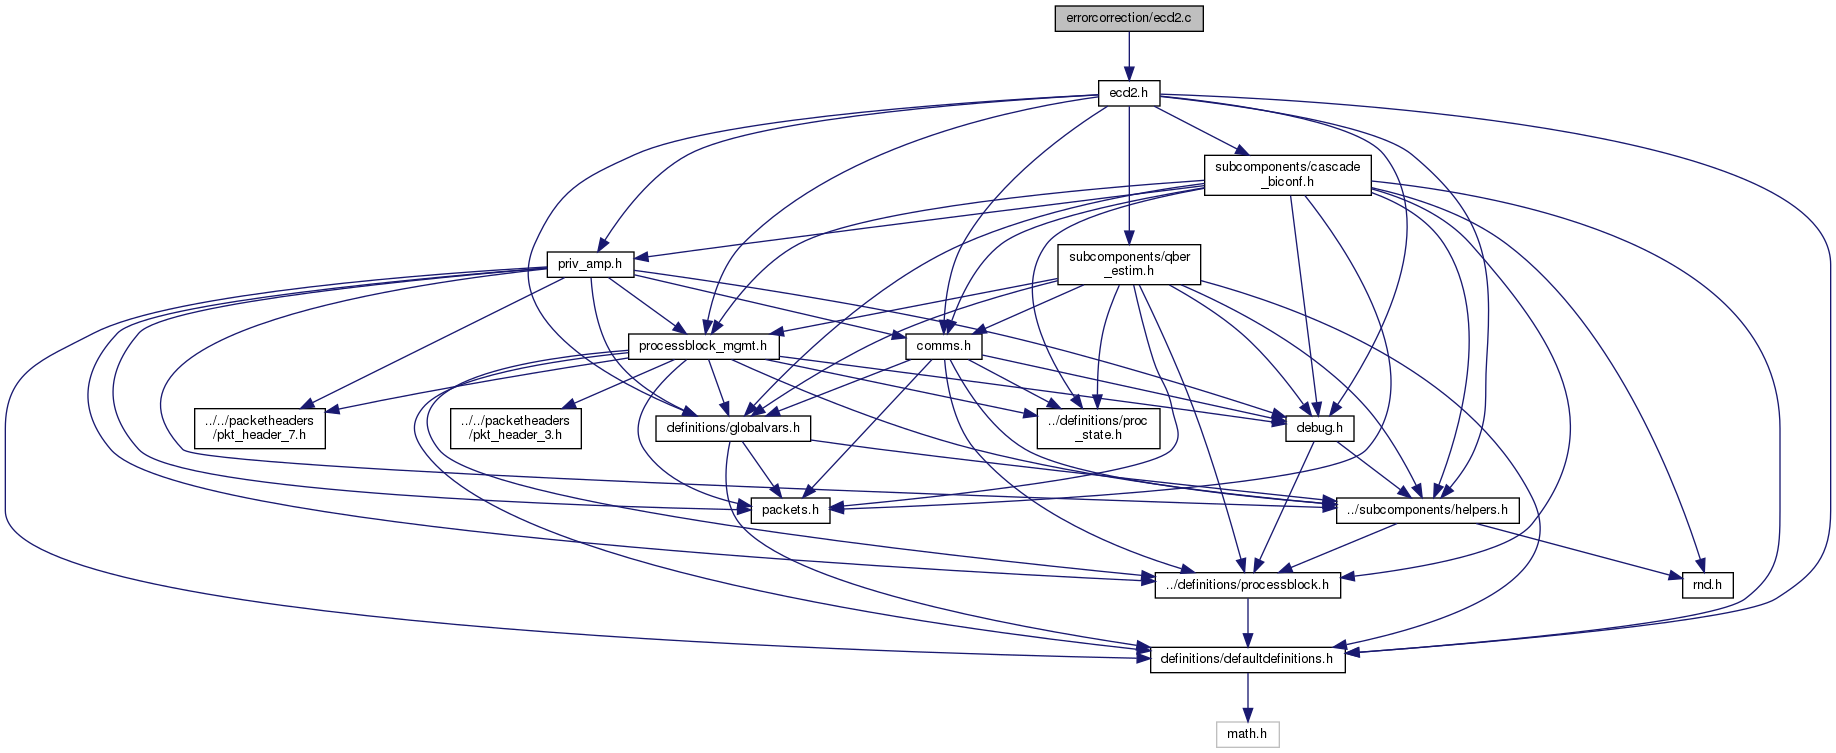 errorcorrection/ecd2.c
ecd2.h
subcomponents/cascade
_biconf.h
subcomponents/qber
_estim.h
priv_amp.h
processblock_mgmt.h
comms.h
../../packetheaders
/pkt_header_7.h
../../packetheaders
/pkt_header_3.h
definitions/globalvars.h
../definitions/proc
_state.h
debug.h
packets.h
../subcomponents/helpers.h
../definitions/processblock.h
rnd.h
definitions/defaultdefinitions.h
math.h